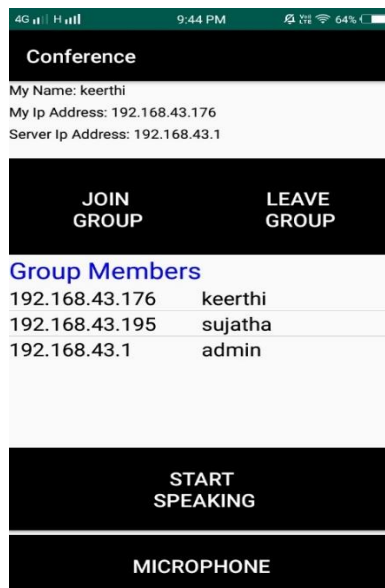 4G H 9:44 PM 64%
Conference
My Name: keerthi
My Ip Address: 192.168.43.176
Server Ip Address: 192.168.43.1
JOIN GROUP
LEAVE GROUP
Group Members
192.168.43.176 keerthi
192.168.43.195 sujatha
192.168.43.1 admin
START
SPEAKING
MICROPHONE